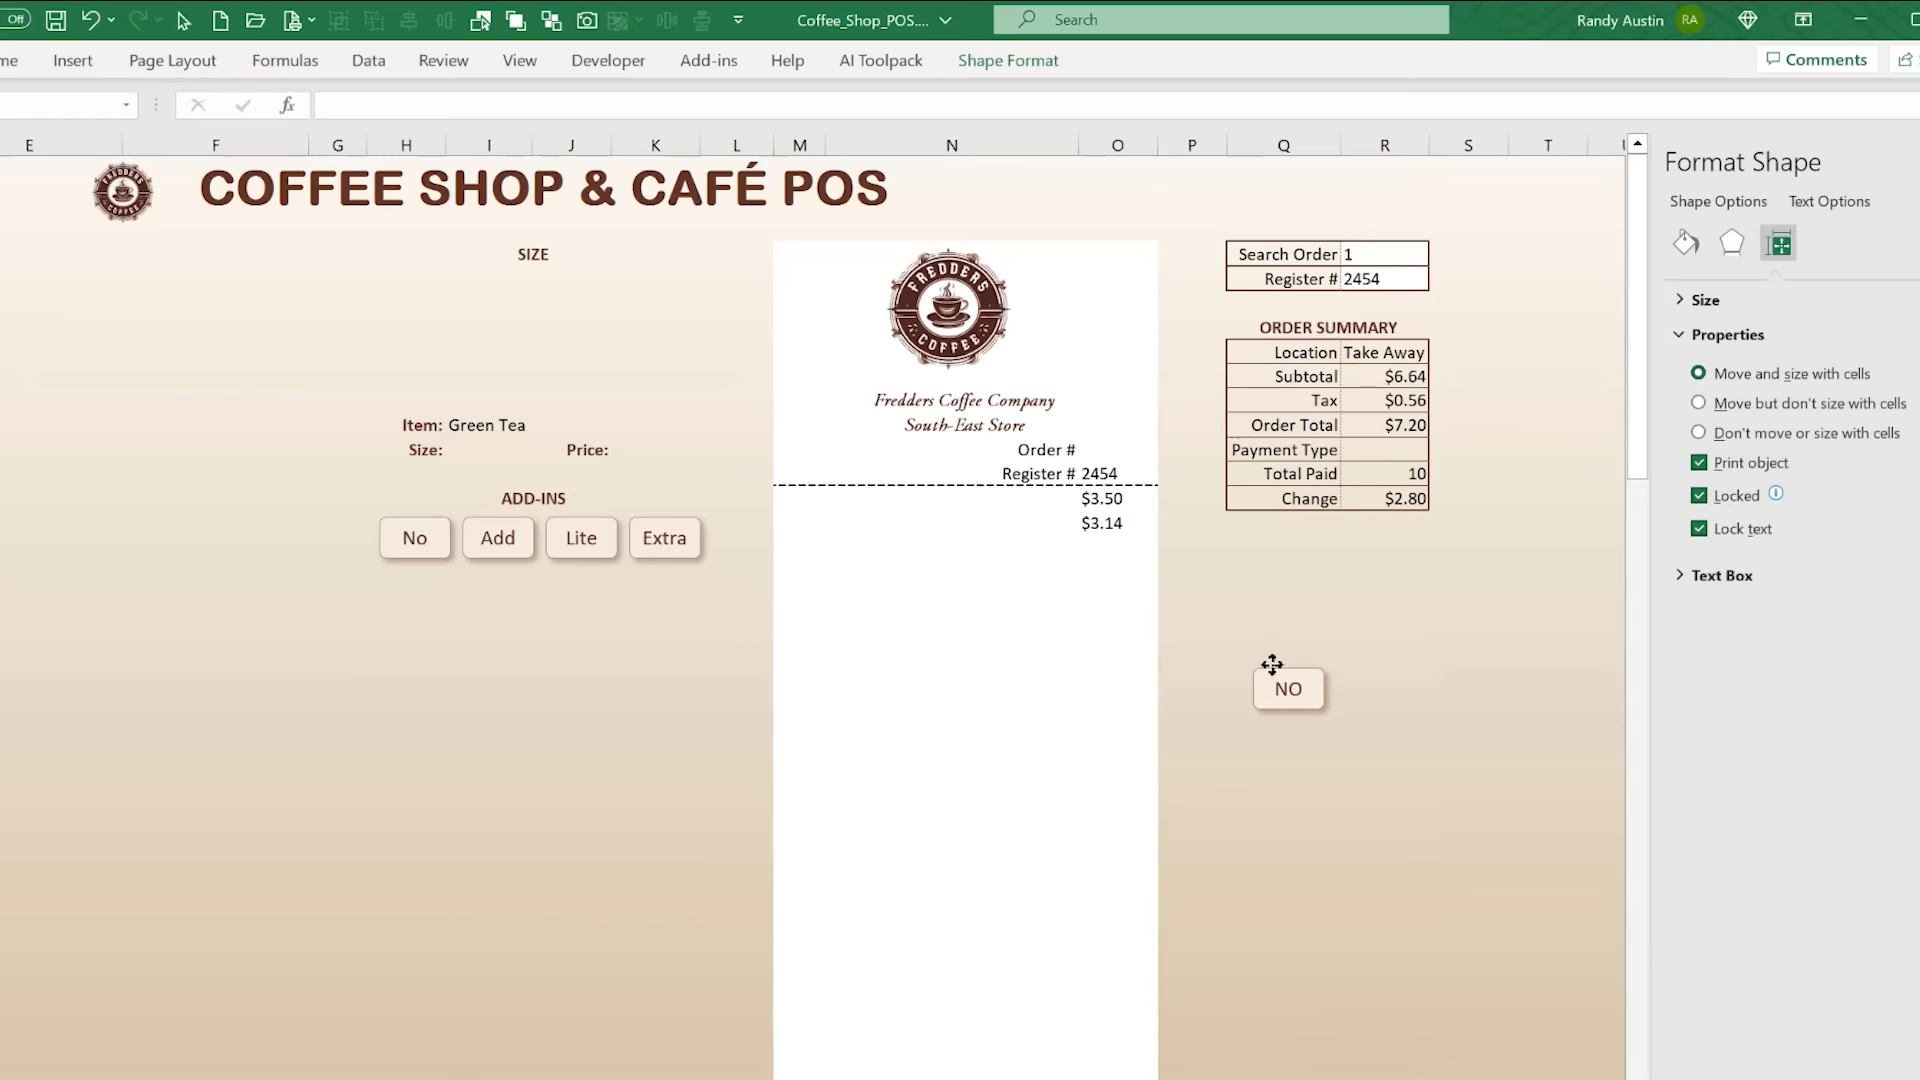 Off
Coffee_Shop_POS....
Search
Randy Austin
RA
Insert
Page Layout
Formulas
Data
Review
View
Developer
Add-ins
Help
AI Toolpack
Shape Format
Comments
fx
E F G H I J K L M N O P Q R S T
COFFEE SHOP & CAFÉ POS
FREDDERS
COFFEE
SIZE
Item: Green Tea
Size:
Price:
ADD-INS
No
Add
Lite
Extra
FREDDERS
COFFEE
Fredders Coffee Company
South-East Store
Order #
Register # 2454
$3.50
$3.14
Search Order 1
Register # 2454
ORDER SUMMARY
Location Take Away
Subtotal $6.64
Tax $0.56
Order Total $7.20
Payment Type
Total Paid 10
Change $2.80
NO
Format Shape
Shape Options
Text Options
Size
Properties
Move and size with cells
Move but don't size with cells
Don't move or size with cells
Print object
Locked
Lock text
Text Box